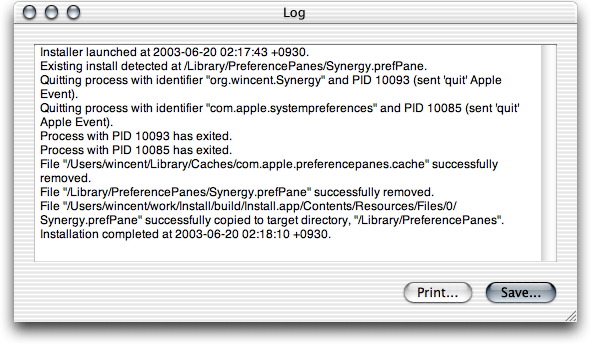 Log
Installer launched at 2003-06-20 02:17:43 +0930.
Existing install detected at /Library/PreferencePanes/Synergy.prefPane.
Quitting process with identifier "org.wincent.Synergy" and PID 10093 (sent 'quit' Apple
Event).
Quitting process with identifier "com.apple.systempreferences" and PID 10085 (sent 'quit'
Apple Event).
Process with PID 10093 has exited.
Process with PID 10085 has exited.
File "/Users/wincent/Library/Caches/com.apple.preferencepanes.cache" successfully
removed.
File "/Library/PreferencePanes/Synergy.prefPane" successfully removed.
File "/Users/wincent/work/Install/build/Install.app/Contents/Resources/Files/0/
Synergy.prefPane" successfully copied to target directory, "/Library/PreferencePanes".
Installation completed at 2003-06-20 02:18:10 +0930.
Print... Save...